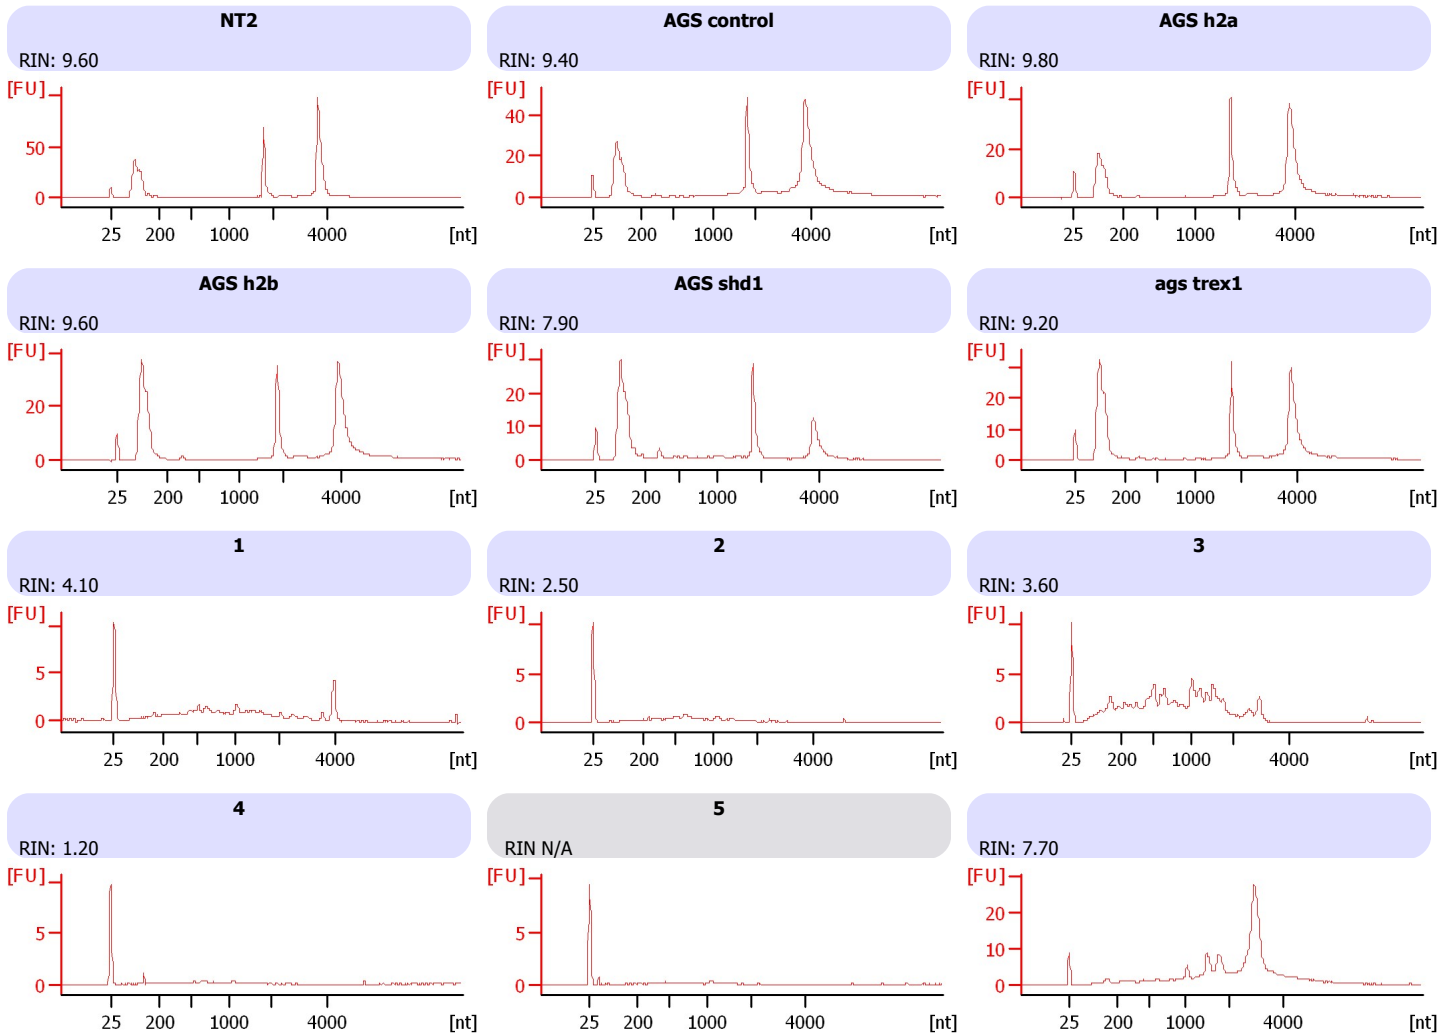 NT2
RIN: 9.60
[FU]
50
0
25 200 1000 4000 [nt]
AGS control
RIN: 9.40
[FU]
40
20
0
25 200 1000 4000 [nt]
AGS h2a
RIN: 9.80
[FU]
20
0
25 200 1000 4000 [nt]
AGS h2b
RIN: 9.60
[FU]
20
0
25 200 1000 4000 [nt]
AGS shd1
RIN: 7.90
[FU]
20
10
0
25 200 1000 4000 [nt]
ags trex1
RIN: 9.20
[FU]
20
10
0
25 200 1000 4000 [nt]
1
RIN: 4.10
[FU]
5
0
25 200 1000 4000 [nt]
2
RIN: 2.50
[FU]
5
0
25 200 1000 4000 [nt]
3
RIN: 3.60
[FU]
5
0
25 200 1000 4000 [nt]
4
RIN: 1.20
[FU]
5
0
25 200 1000 4000 [nt]
5
RIN N/A
[FU]
5
0
25 200 1000 4000 [nt]
RIN: 7.70
[FU]
20
10
0
25 200 1000 4000 [nt]